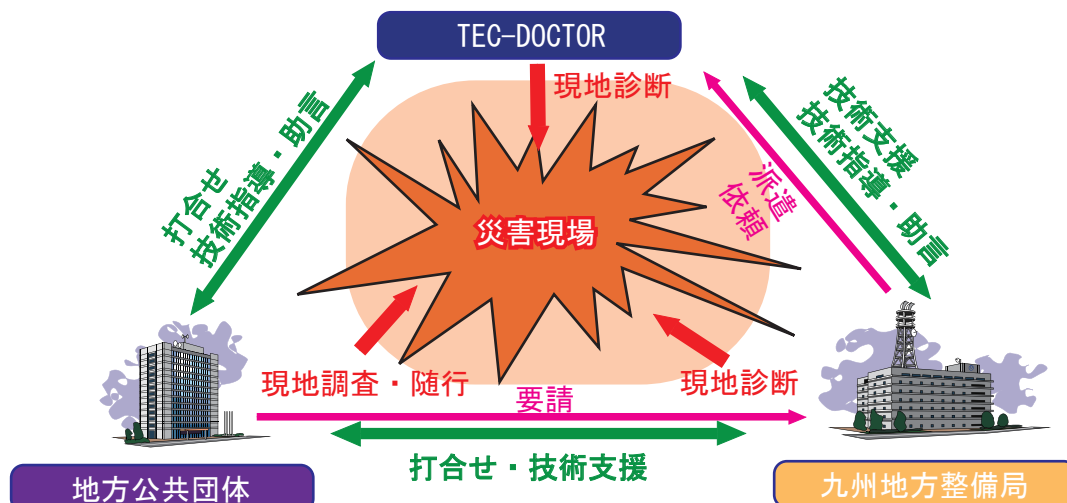 TEC-DOCTOR
現地診断
打合せ
技術指導・助言
技術支援
技術指導・助言
派遣
依頼
災害現場
現地調査・随行
現地診断
要請
打合せ・技術支援
地方公共団体
九州地方整備局